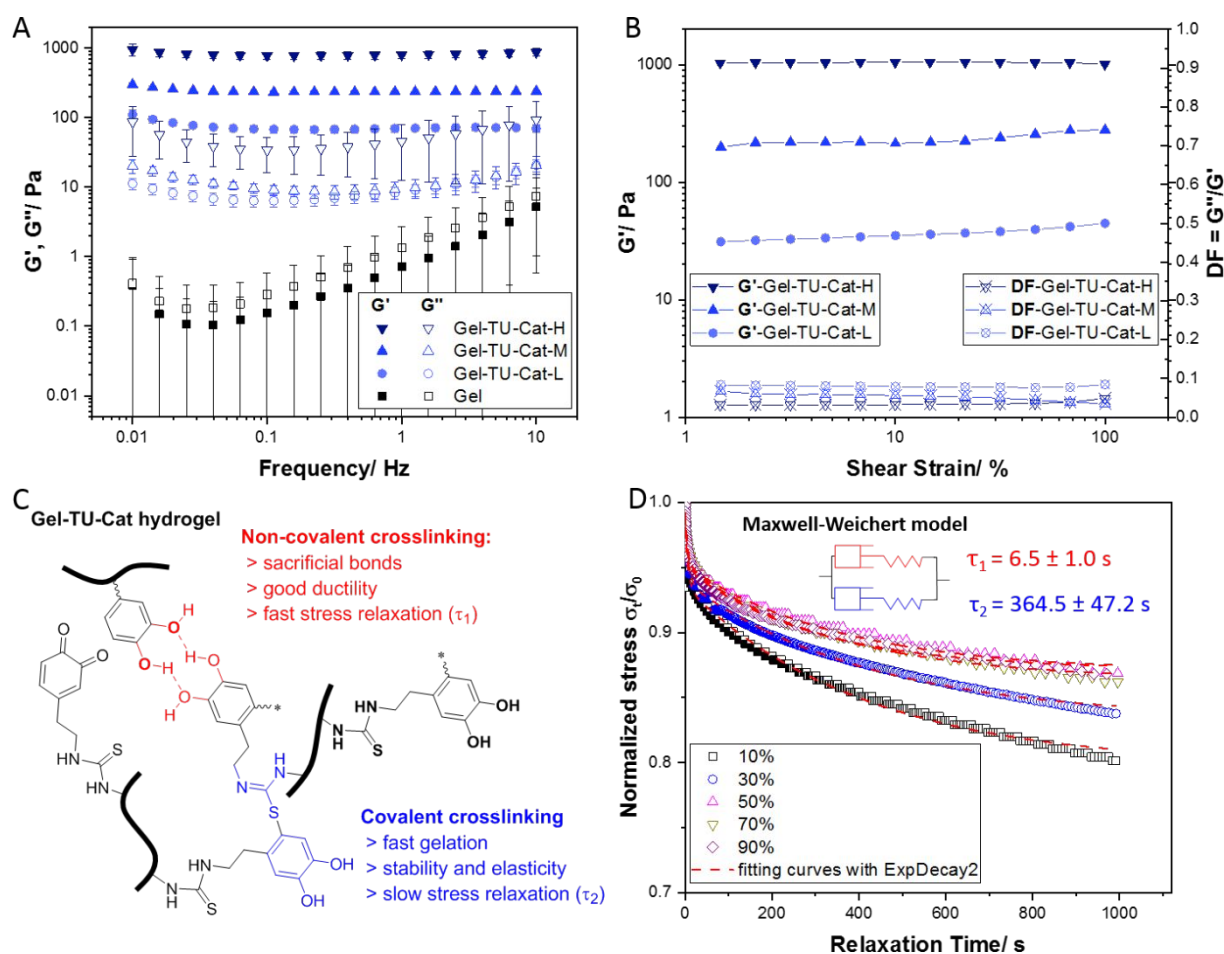 A
1000
100
10
1
0.1
0.01
G', G''/ Pa
0.01
0.1
1
10
Frequency/ Hz
G' G''
Gel-TU-Cat-H
Gel-TU-Cat-M
Gel-TU-Cat-L
Gel
B
1000
100
10
1
G'/ Pa
1.0
0.9
0.8
0.7
0.6
0.5
0.4
0.3
0.2
0.1
0.0
DF = G''/G'
G'-Gel-TU-Cat-H
G'-Gel-TU-Cat-M
G'-Gel-TU-Cat-L
DF-Gel-TU-Cat-H
DF-Gel-TU-Cat-M
DF-Gel-TU-Cat-L
1
10
100
Shear Strain/ %
C
Gel-TU-Cat hydrogel
Non-covalent crosslinking:
> sacrificial bonds
> good ductility
> fast stress relaxation (τ1)
H
O
O H
H O
O
H
O
O
*
*
OH
OH
N
H
S
N
H
NH
S
HN
N
H
N
S
OH
OH
N
H
S
H
N
Covalent crosslinking
> fast gelation
> stability and elasticity
> slow stress relaxation (τ2)
D
1.0
0.9
0.8
0.7
Normalized stress σt/σ0
Maxwell-Weichert model
τ1 = 6.5 ± 1.0 s
τ2 = 364.5 ± 47.2 s
10%
30%
50%
70%
90%
fitting curves with ExpDecay2
0
200
400
600
800
1000
Relaxation Time/ s